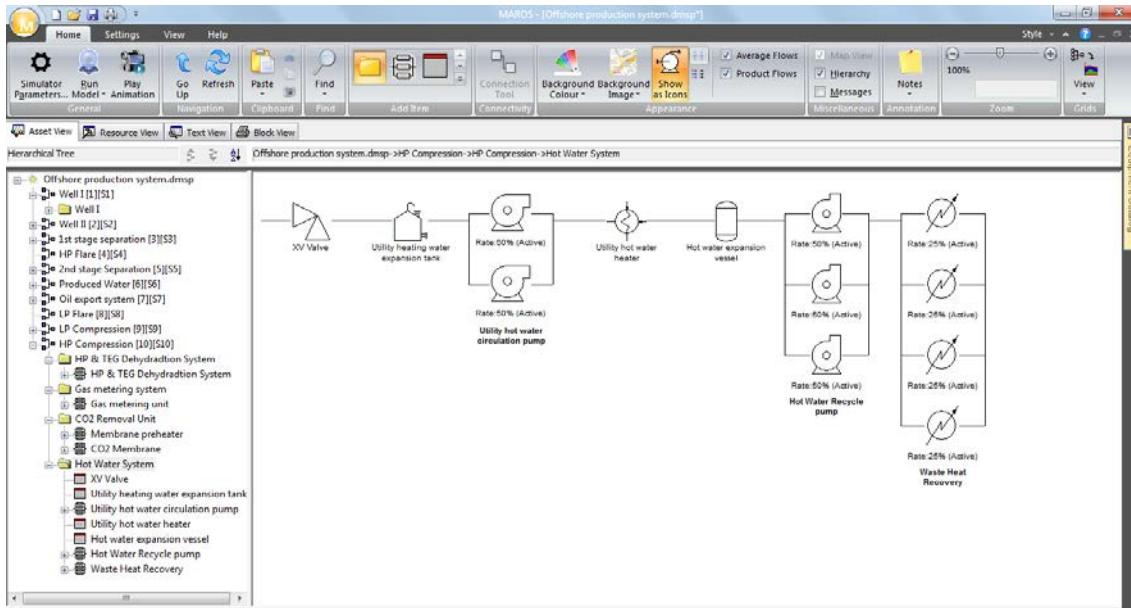 MAROS - [Offshore production system.dmsp*]
Home Settings View Help Style
Simulator Parameters... Run Model Play Animation Go Up Refresh Paste Find Connection Tool Background Colour Background Image Show as Icons Average Flows Product Flows Map View Hierarchy Messages Notes 100% View
General Navigation Clipboard Find Add Item Connectivity Appearance Miscellaneous Annotation Zoom Grids
Asset View Resource View Text View Block View
Hierarchical Tree Offshore production system.dmsp->HP Compression->HP Compression->Hot Water System
Offshore production system.dmsp
Well I [1][S1]
Well I
Well II [2][S2]
1st stage separation [3][S3]
HP Flare [4][S4]
2nd stage Separation [5][S5]
Produced Water [6][S6]
Oil export system [7][S7]
LP Flare [8][S8]
LP Compression [9][S9]
HP Compression [10][S10]
HP & TEG Dehydradtion System
HP & TEG Dehydradtion System
Gas metering system
Gas metering unit
CO2 Removal Unit
Membrane preheater
CO2 Membrane
Hot Water System
XV Valve
Utility heating water expansion tank
Utility hot water circulation pump
Utility hot water heater
Hot water expansion vessel
Hot Water Recycle pump
Waste Heat Recovery
XV Valve
Utility heating water
expansion tank
Rate:50% (Active)
Rate:50% (Active)
Utility hot water
circulation pump
Utility hot water
heater
Hot water expansion
vessel
Rate:50% (Active)
Rate:50% (Active)
Rate:50% (Active)
Hot Water Recycle
pump
Rate:25% (Active)
Rate:25% (Active)
Rate:25% (Active)
Rate:25% (Active)
Waste Heat
Recovery